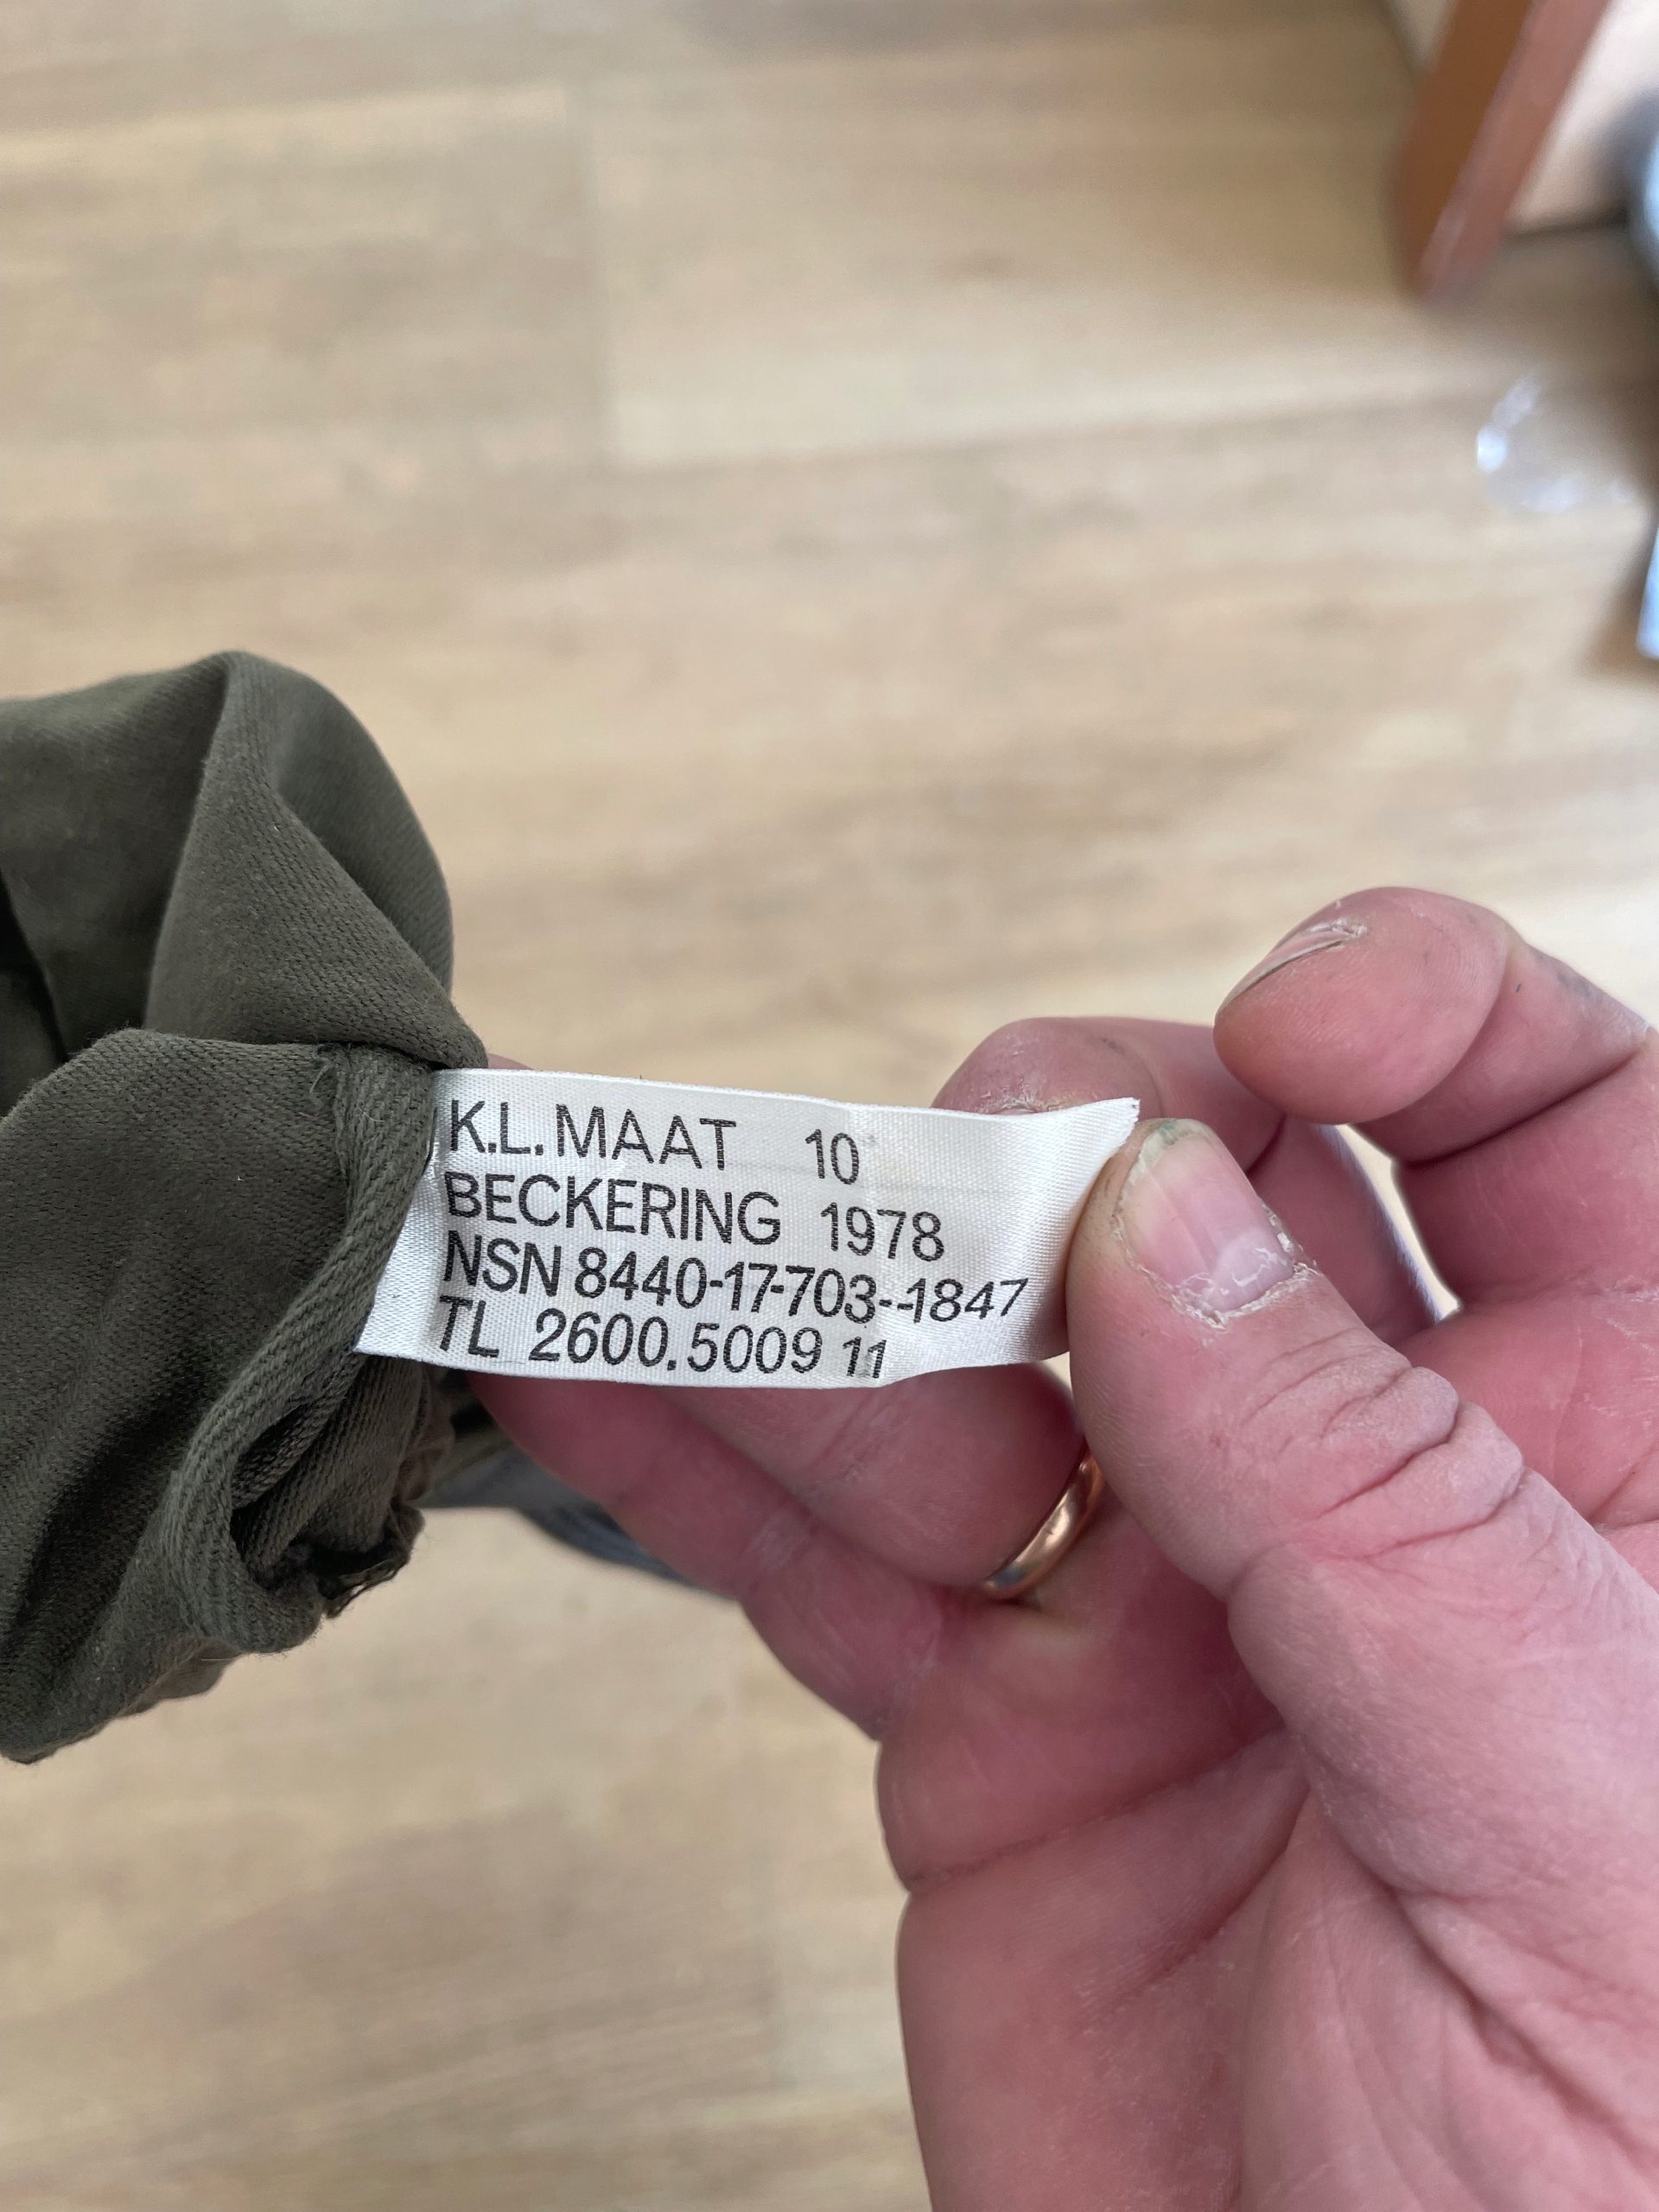 K.L. MAAT 10
BECKERING 1978
NSN 8440-17-703--1847
TL 2600.5009 11